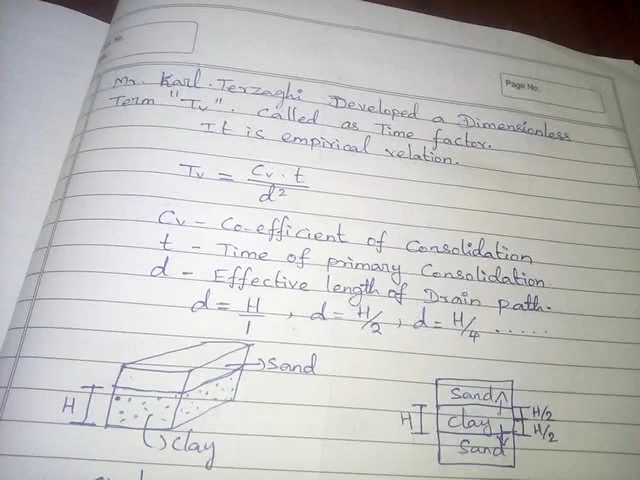 Page No.
Mr. Karl. Terzaghi Developed a Dimensionless
Term "Tv". called as Time factor.
It is empirical relation.
Tv = Cv . t / d²
Cv - Co-efficient of Consolidation
t - Time of primary Consolidation.
d - Effective length of Drain path.
d = H/1 , d = H/2 , d = H/4 .....
Sand
H
Clay
Sand
H
Clay
H/2
H/2
Sand